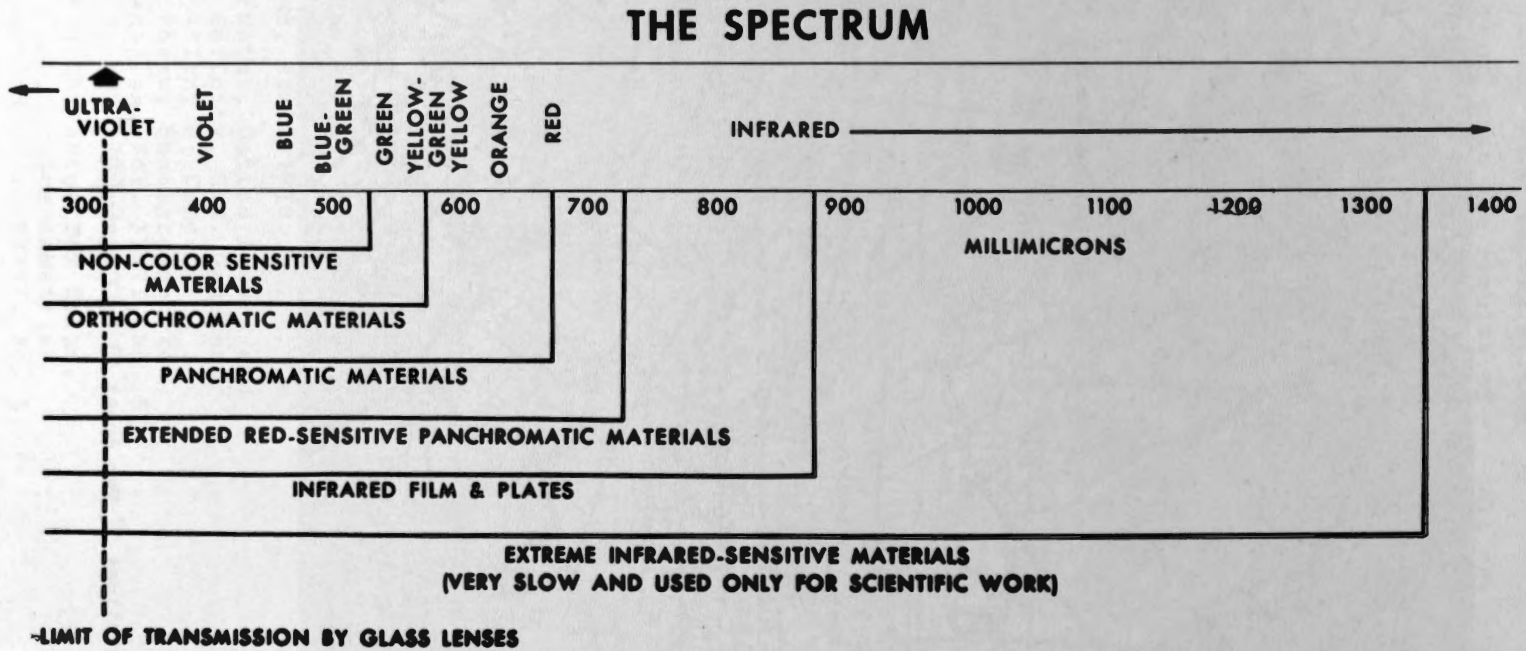 THE SPECTRUM
ULTRA-
VIOLET
VIOLET
BLUE
BLUE-
GREEN
GREEN
YELLOW-
GREEN
YELLOW
ORANGE
RED
INFRARED
300 400 500 600 700 800 900 1000 1100 1200 1300 1400
MILLIMICRONS
NON-COLOR SENSITIVE
MATERIALS
ORTHOCHROMATIC MATERIALS
PANCHROMATIC MATERIALS
EXTENDED RED-SENSITIVE PANCHROMATIC MATERIALS
INFRARED FILM & PLATES
EXTREME INFRARED-SENSITIVE MATERIALS
(VERY SLOW AND USED ONLY FOR SCIENTIFIC WORK)
LIMIT OF TRANSMISSION BY GLASS LENSES